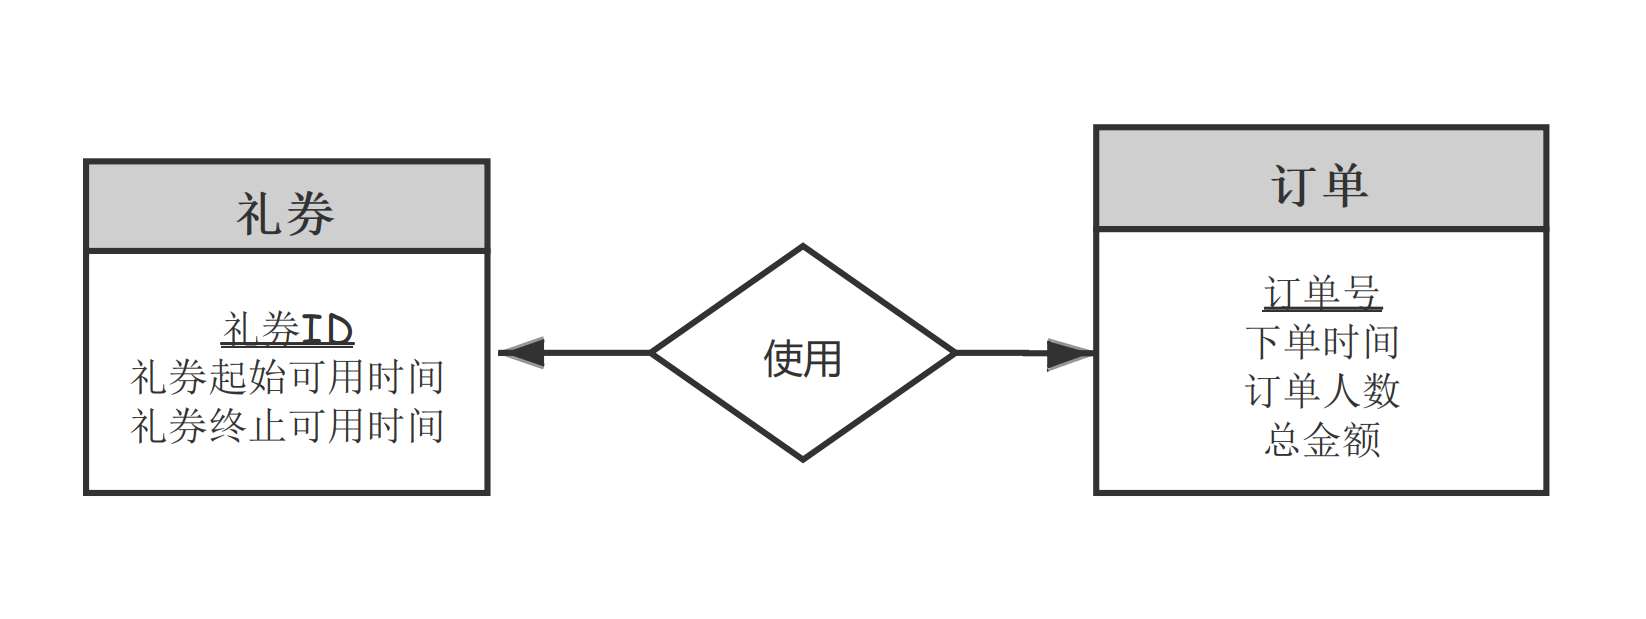 礼券
礼券ID
礼券起始可用时间
礼券终止可用时间
使用
订单
订单号
下单时间
订单人数
总金额